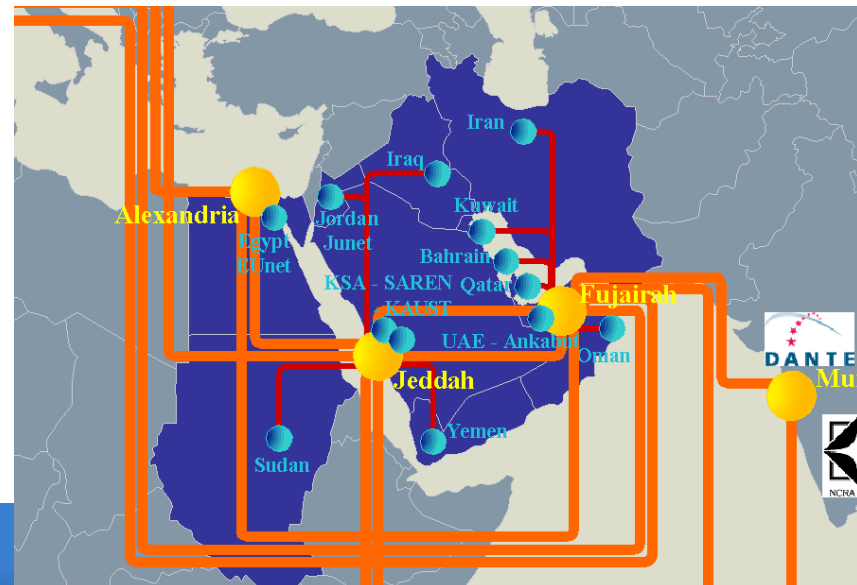 Iran
Iraq
Alexandria
Jordan
Junet
Kuwait
Egypt
EUnet
Bahrain
KSA - SAREN
Qatar
Fujairah
KAUST
UAE - Ankabut
Oman
DANTE
Jeddah
Mu
Yemen
Sudan
NCRA